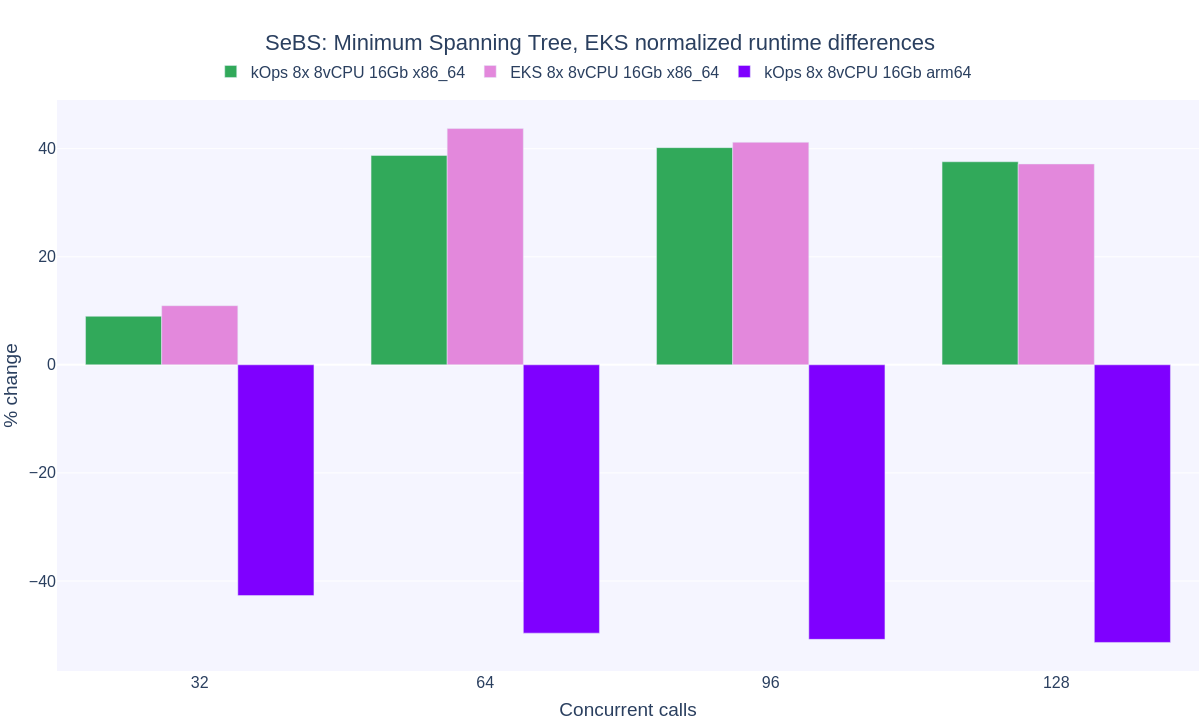 SeBS: Minimum Spanning Tree, EKS normalized runtime differences
kOps 8x 8vCPU 16Gb x86_64 EKS 8x 8vCPU 16Gb x86_64 kOps 8x 8vCPU 16Gb arm64
40
20
0
−20
−40
% change
32 64 96 128
Concurrent calls